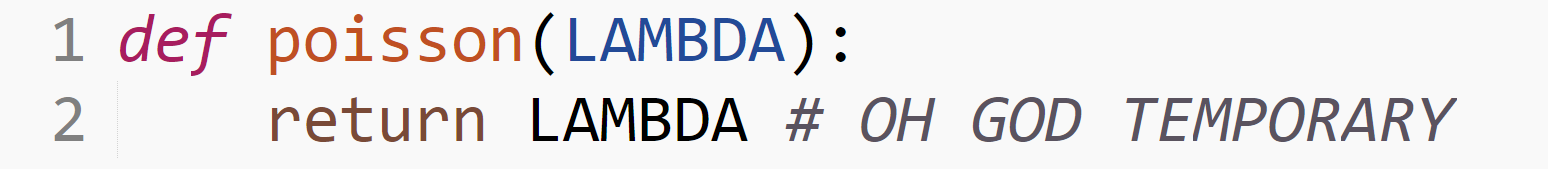 1 def poisson(LAMBDA):
2     return LAMBDA # OH GOD TEMPORARY